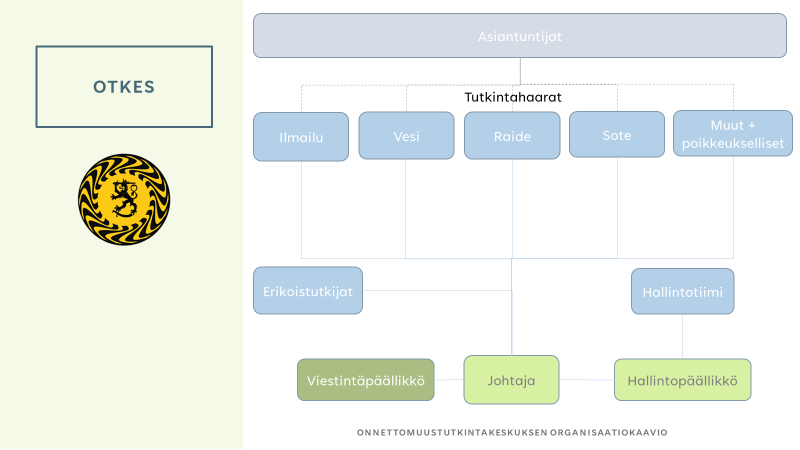 OTKES
Asiantuntijat
Tutkintahaarat
Ilmailu
Vesi
Raide
Sote
Muut +
poikkeukselliset
Erikoistutkijat
Hallintotiimi
Viestintäpäällikkö
Johtaja
Hallintopäällikkö
ONNETTOMUUSTUTKINTAKESKUKSEN ORGANISAATIOKAAVIO